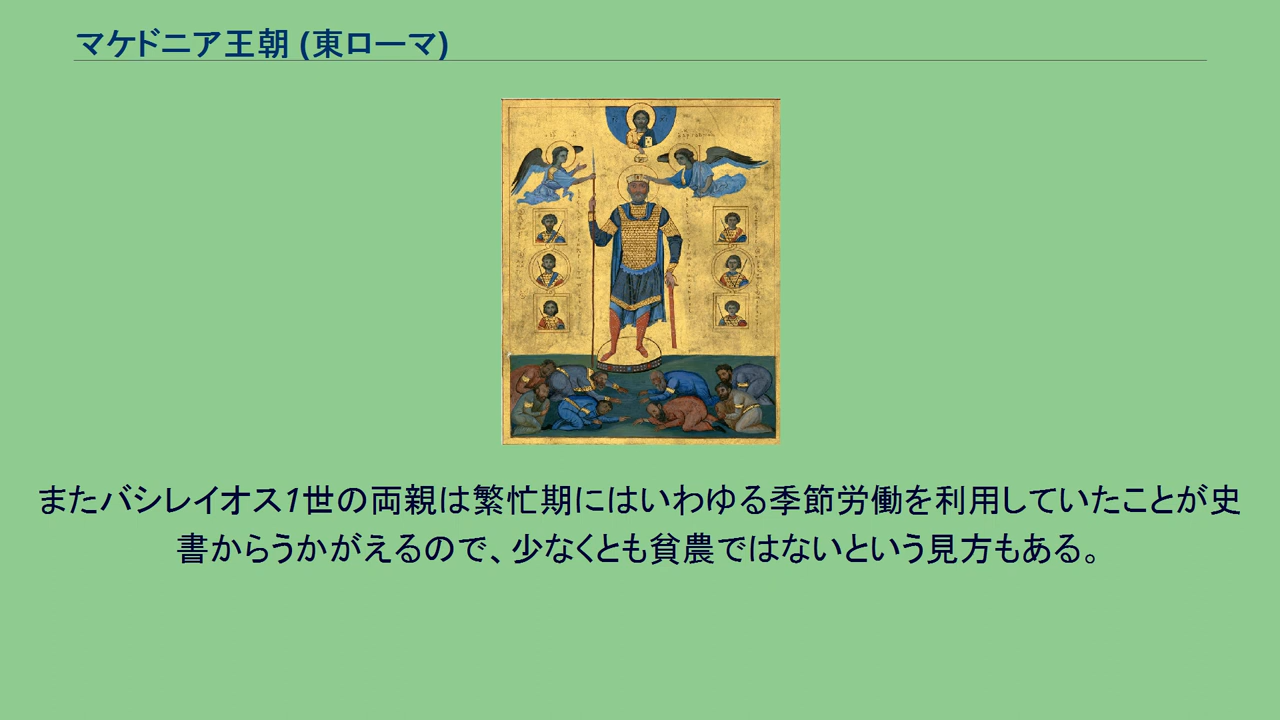 マケドニア王朝 (東ローマ)
またバシレイオス1世の両親は繁忙期にはいわゆる季節労働を利用していたことが史
書からうかがえるので、少なくとも貧農ではないという見方もある。